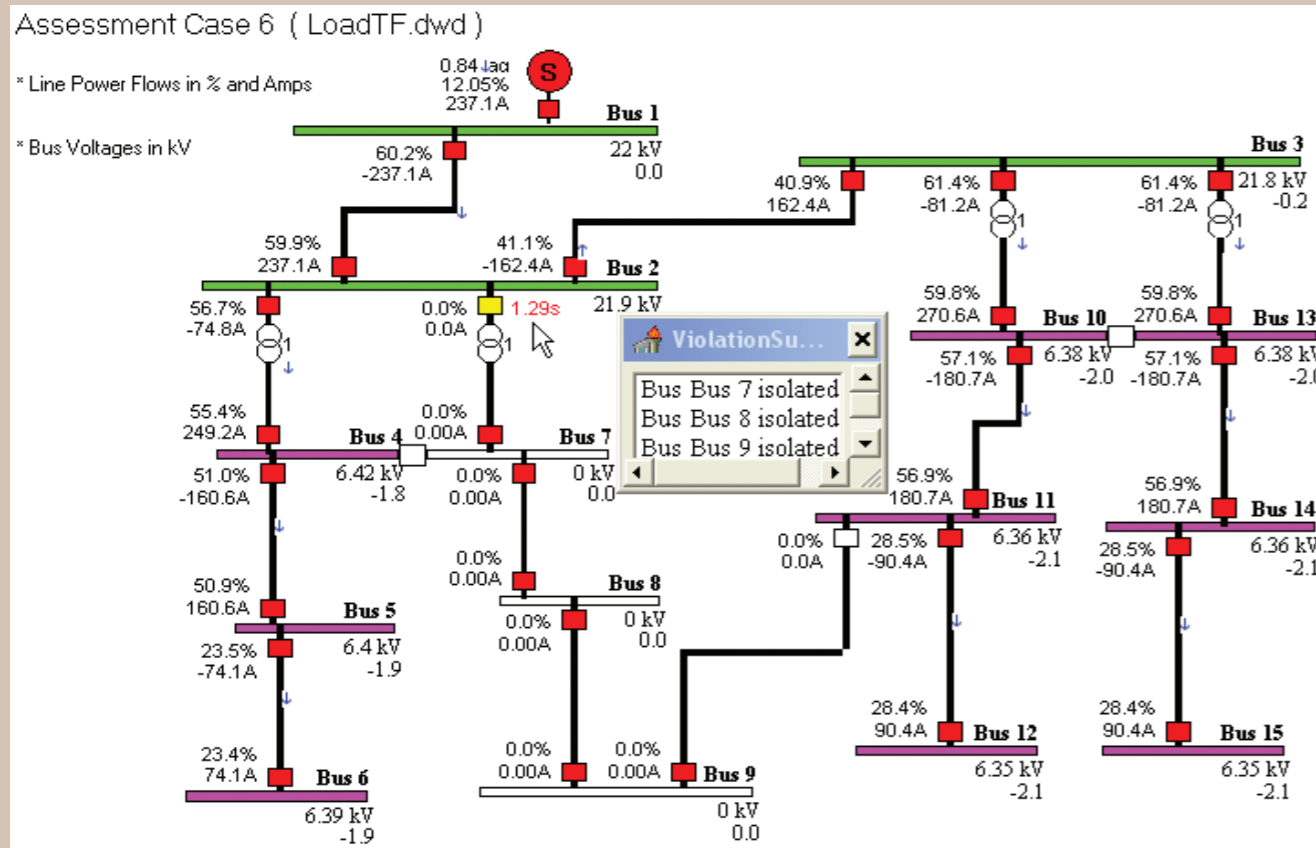 Assessment Case 6 ( LoadTF.dwd )
* Line Power Flows in % and Amps
* Bus Voltages in kV
0.84 lag
12.05%
237.1A
S
Bus 1
22 kV
0.0
60.2%
-237.1A
Bus 3
21.8 kV
-0.2
40.9%
162.4A
61.4%
-81.2A
1
61.4%
-81.2A
1
59.9%
237.1A
41.1%
-162.4A
Bus 2
21.9 kV
56.7%
-74.8A
1
0.0%
0.0A
1.29s
1
ViolationSu...
Bus Bus 7 isolated
Bus Bus 8 isolated
Bus Bus 9 isolated
59.8%
270.6A
Bus 10
6.38 kV
-2.0
59.8%
270.6A
Bus 13
6.38 kV
57.1%
-180.7A
57.1%
-180.7A
55.4%
249.2A
Bus 4
6.42 kV
-1.8
0.0%
0.00A
Bus 7
0 kV
0.0
51.0%
-160.6A
0.0%
0.00A
56.9%
180.7A
Bus 11
6.36 kV
-2.1
56.9%
180.7A
Bus 14
6.36 kV
-2.1
0.0%
0.0A
28.5%
-90.4A
28.5%
-90.4A
0.0%
0.00A
Bus 8
0 kV
0.0
50.9%
160.6A
Bus 5
6.4 kV
-1.9
0.0%
0.00A
23.5%
-74.1A
28.4%
90.4A
Bus 12
6.35 kV
-2.1
28.4%
90.4A
Bus 15
6.35 kV
-2.1
23.4%
74.1A
Bus 6
6.39 kV
-1.9
0.0%
0.00A
0.0%
0.00A
Bus 9
0 kV
0.0